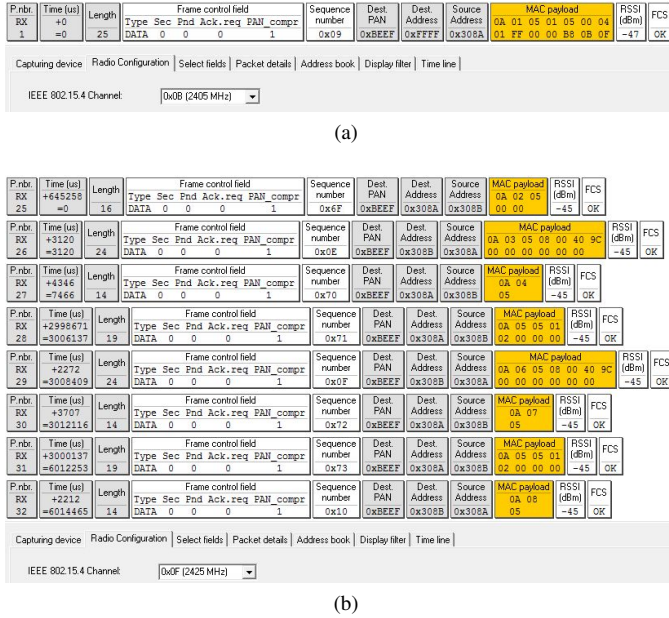 P.nbr. Time (us) Length Frame control field Sequence Dest. Dest. Source MAC payload RSSI FCS
RX +0 Type Sec Pnd Ack.req PAN_compr number PAN Address Address 0A 01 05 01 05 00 04 (dBm)
1 =0 25 DATA 0 0 0 1 0x09 0xBEEF 0xFFFF 0x308A 01 FF 00 00 B8 0B 0F -47 OK
Capturing device Radio Configuration Select fields Packet details Address book Display filter Time line
IEEE 802.15.4 Channel: 0x0B (2405 MHz)
(a)
P.nbr. Time (us) Length Frame control field Sequence Dest. Dest. Source MAC payload RSSI FCS
RX +645258 Type Sec Pnd Ack.req PAN_compr number PAN Address Address 0A 02 05 (dBm)
25 =0 16 DATA 0 0 0 1 0x6F 0xBEEF 0x308A 0x308B 00 00 -45 OK
P.nbr. Time (us) Length Frame control field Sequence Dest. Dest. Source MAC payload RSSI FCS
RX +3120 Type Sec Pnd Ack.req PAN_compr number PAN Address Address 0A 03 05 08 00 40 9C (dBm)
26 =3120 24 DATA 0 0 0 1 0x0E 0xBEEF 0x308B 0x308A 00 00 00 00 00 00 -45 OK
P.nbr. Time (us) Length Frame control field Sequence Dest. Dest. Source MAC payload RSSI FCS
RX +4346 Type Sec Pnd Ack.req PAN_compr number PAN Address Address 0A 04 (dBm)
27 =7466 14 DATA 0 0 0 1 0x70 0xBEEF 0x308A 0x308B 05 -45 OK
P.nbr. Time (us) Length Frame control field Sequence Dest. Dest. Source MAC payload RSSI FCS
RX +2998671 Type Sec Pnd Ack.req PAN_compr number PAN Address Address 0A 05 05 01 (dBm)
28 =3006137 19 DATA 0 0 0 1 0x71 0xBEEF 0x308A 0x308B 02 00 00 00 -45 OK
P.nbr. Time (us) Length Frame control field Sequence Dest. Dest. Source MAC payload RSSI FCS
RX +2272 Type Sec Pnd Ack.req PAN_compr number PAN Address Address 0A 06 05 08 00 40 9C (dBm)
29 =3008409 24 DATA 0 0 0 1 0x0F 0xBEEF 0x308B 0x308A 00 00 00 00 00 00 -45 OK
P.nbr. Time (us) Length Frame control field Sequence Dest. Dest. Source MAC payload RSSI FCS
RX +3707 Type Sec Pnd Ack.req PAN_compr number PAN Address Address 0A 07 (dBm)
30 =3012116 14 DATA 0 0 0 1 0x72 0xBEEF 0x308A 0x308B 05 -45 OK
P.nbr. Time (us) Length Frame control field Sequence Dest. Dest. Source MAC payload RSSI FCS
RX +3000137 Type Sec Pnd Ack.req PAN_compr number PAN Address Address 0A 05 05 01 (dBm)
31 =6012253 19 DATA 0 0 0 1 0x73 0xBEEF 0x308A 0x308B 02 00 00 00 -45 OK
P.nbr. Time (us) Length Frame control field Sequence Dest. Dest. Source MAC payload RSSI FCS
RX +2212 Type Sec Pnd Ack.req PAN_compr number PAN Address Address 0A 08 (dBm)
32 =6014465 14 DATA 0 0 0 1 0x10 0xBEEF 0x308B 0x308A 05 -45 OK
Capturing device Radio Configuration Select fields Packet details Address book Display filter Time line
IEEE 802.15.4 Channel: 0x0F (2425 MHz)
(b)